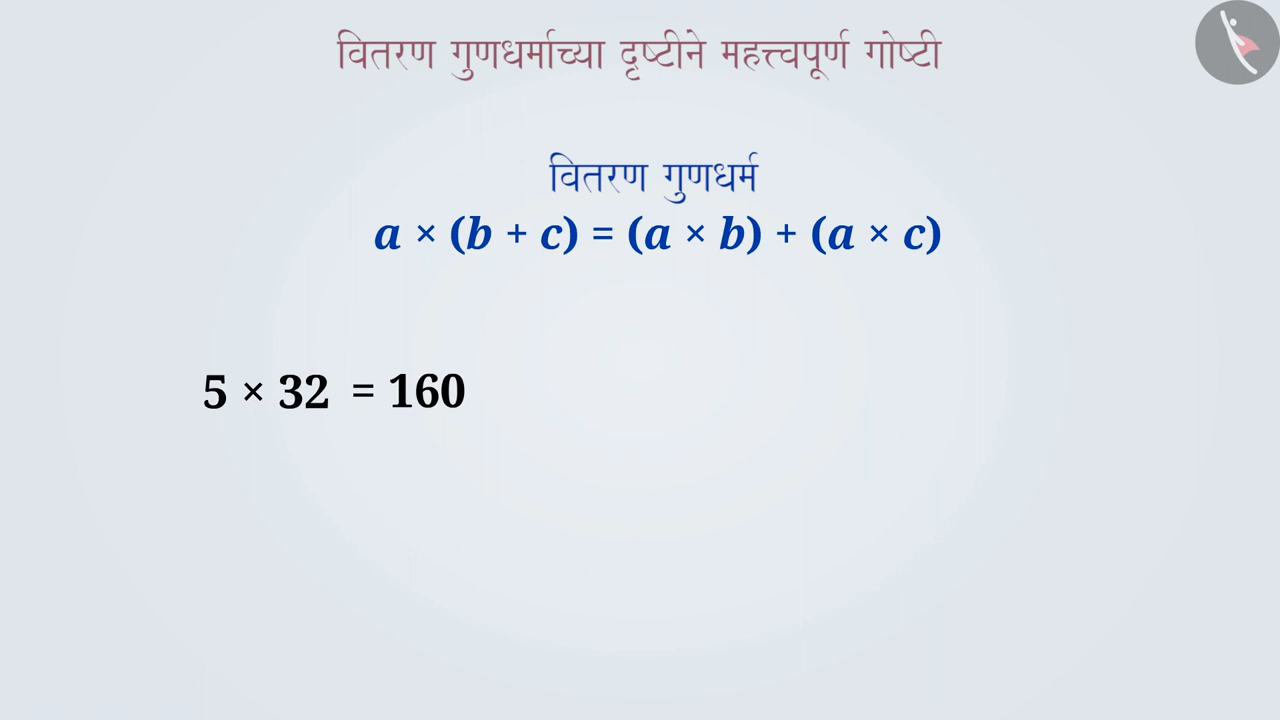 वितरण गुणधर्माच्या दृष्टीने महत्त्वपूर्ण गोष्टी
वितरण गुणधर्म
a × (b + c) = (a × b) + (a × c)
5 × 32 = 160